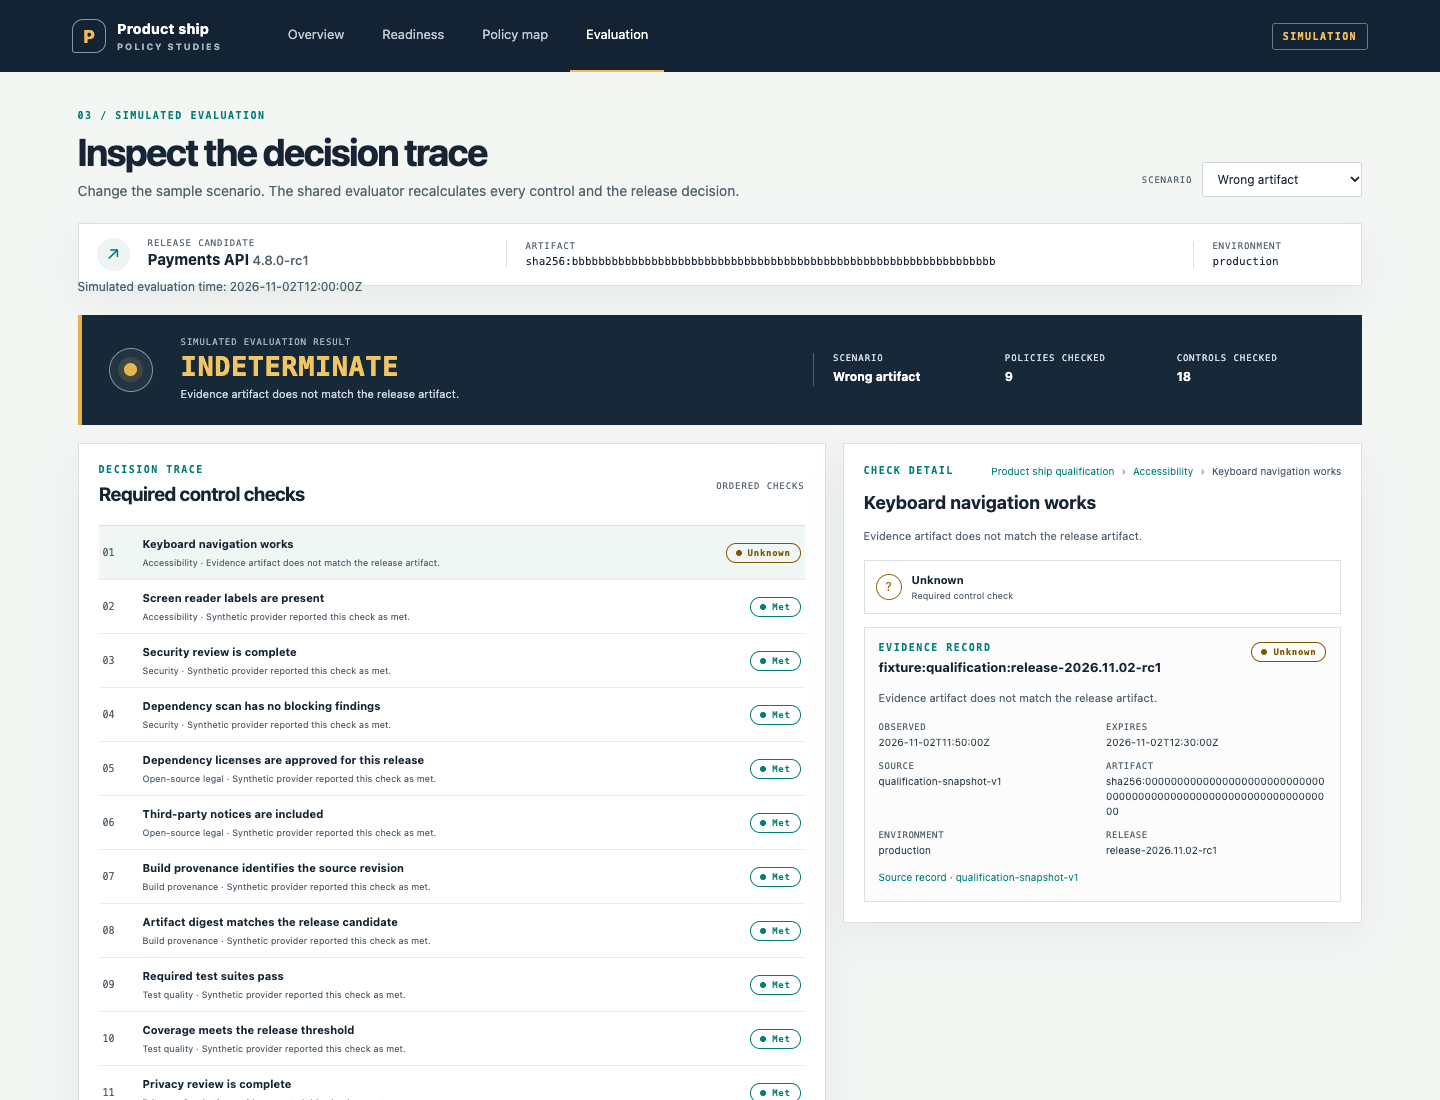 P
Product ship
POLICY STUDIES
Overview
Readiness
Policy map
Evaluation
SIMULATION
03 / SIMULATED EVALUATION
Inspect the decision trace
Change the sample scenario. The shared evaluator recalculates every control and the release decision.
SCENARIO
Wrong artifact
RELEASE CANDIDATE
Payments API 4.8.0-rc1
ARTIFACT
sha256:bbbbbbbbbbbbbbbbbbbbbbbbbbbbbbbbbbbbbbbbbbbbbbbbbbbbbbbbbbbbbbbb
ENVIRONMENT
production
Simulated evaluation time: 2026-11-02T12:00:00Z
SIMULATED EVALUATION RESULT
INDETERMINATE
Evidence artifact does not match the release artifact.
SCENARIO
Wrong artifact
POLICIES CHECKED
9
CONTROLS CHECKED
18
DECISION TRACE
Required control checks
ORDERED CHECKS
01
Keyboard navigation works
Accessibility · Evidence artifact does not match the release artifact.
Unknown
02
Screen reader labels are present
Accessibility · Synthetic provider reported this check as met.
Met
03
Security review is complete
Security · Synthetic provider reported this check as met.
Met
04
Dependency scan has no blocking findings
Security · Synthetic provider reported this check as met.
Met
05
Dependency licenses are approved for this release
Open-source legal · Synthetic provider reported this check as met.
Met
06
Third-party notices are included
Open-source legal · Synthetic provider reported this check as met.
Met
07
Build provenance identifies the source revision
Build provenance · Synthetic provider reported this check as met.
Met
08
Artifact digest matches the release candidate
Build provenance · Synthetic provider reported this check as met.
Met
09
Required test suites pass
Test quality · Synthetic provider reported this check as met.
Met
10
Coverage meets the release threshold
Test quality · Synthetic provider reported this check as met.
Met
11
Privacy review is complete
Met
CHECK DETAIL
Product ship qualification › Accessibility › Keyboard navigation works
Keyboard navigation works
Evidence artifact does not match the release artifact.
?
Unknown
Required control check
EVIDENCE RECORD
fixture:qualification:release-2026.11.02-rc1
Unknown
Evidence artifact does not match the release artifact.
OBSERVED
2026-11-02T11:50:00Z
EXPIRES
2026-11-02T12:30:00Z
SOURCE
qualification-snapshot-v1
ARTIFACT
sha256:0000000000000000000000000000
0000000000000000000000000000000000
00
ENVIRONMENT
production
RELEASE
release-2026.11.02-rc1
Source record · qualification-snapshot-v1